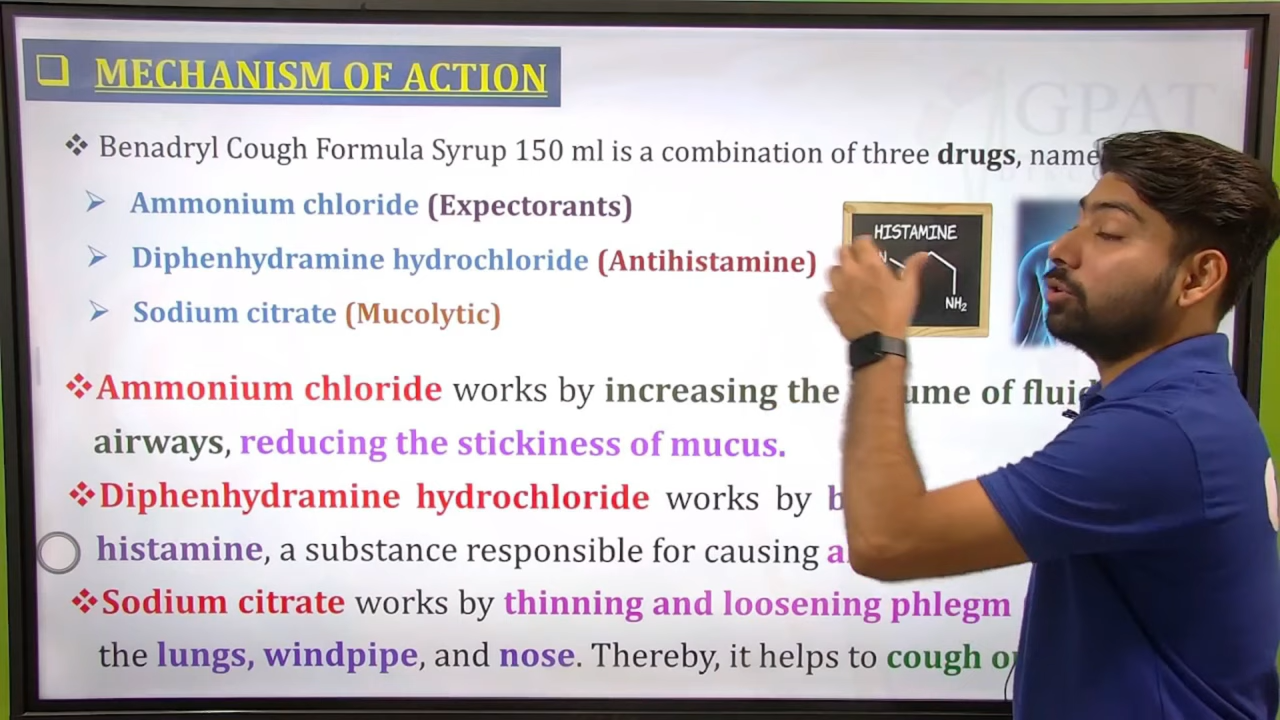 MECHANISM OF ACTION
GPAT
❖ Benadryl Cough Formula Syrup 150 ml is a combination of three drugs,
➢ Ammonium chloride (Expectorants)
HISTAMINE
➢ Diphenhydramine hydrochloride (Antihistamine)
N
NH₂
➢ Sodium citrate (Mucolytic)
❖ Ammonium chloride works by increasing the of
airways, reducing the stickiness of mucus.
❖ Diphenhydramine hydrochloride works by
histamine, a substance responsible for causing
❖ Sodium citrate works by thinning and loosening phlegm
the lungs, windpipe, and nose. Thereby, it helps to cough